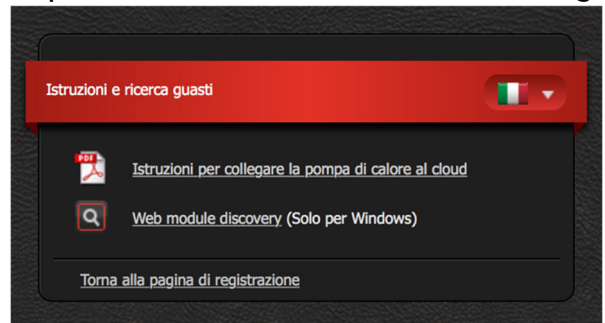 Istruzioni e ricerca guasti
PDF
Istruzioni per collegare la pompa di calore al cloud
Web module discovery (Solo per Windows)
Torna alla pagina di registrazione